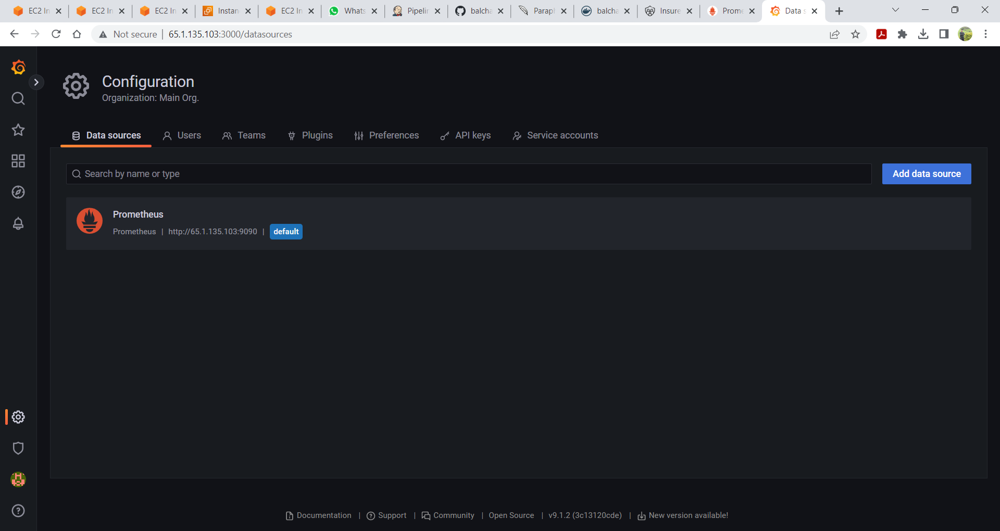 EC2 In EC2 In EC2 In Instan EC2 In Whats Pipelin balcha Paraph balcha Insure Prome Data s
Not secure | 65.1.135.103:3000/datasources
Configuration
Organization: Main Org.
Data sources Users Teams Plugins Preferences API keys Service accounts
Search by name or type Add data source
Prometheus
Prometheus | http://65.1.135.103:9090 | default
Documentation | Support | Community | Open Source | v9.1.2 (3c13120cde) | New version available!